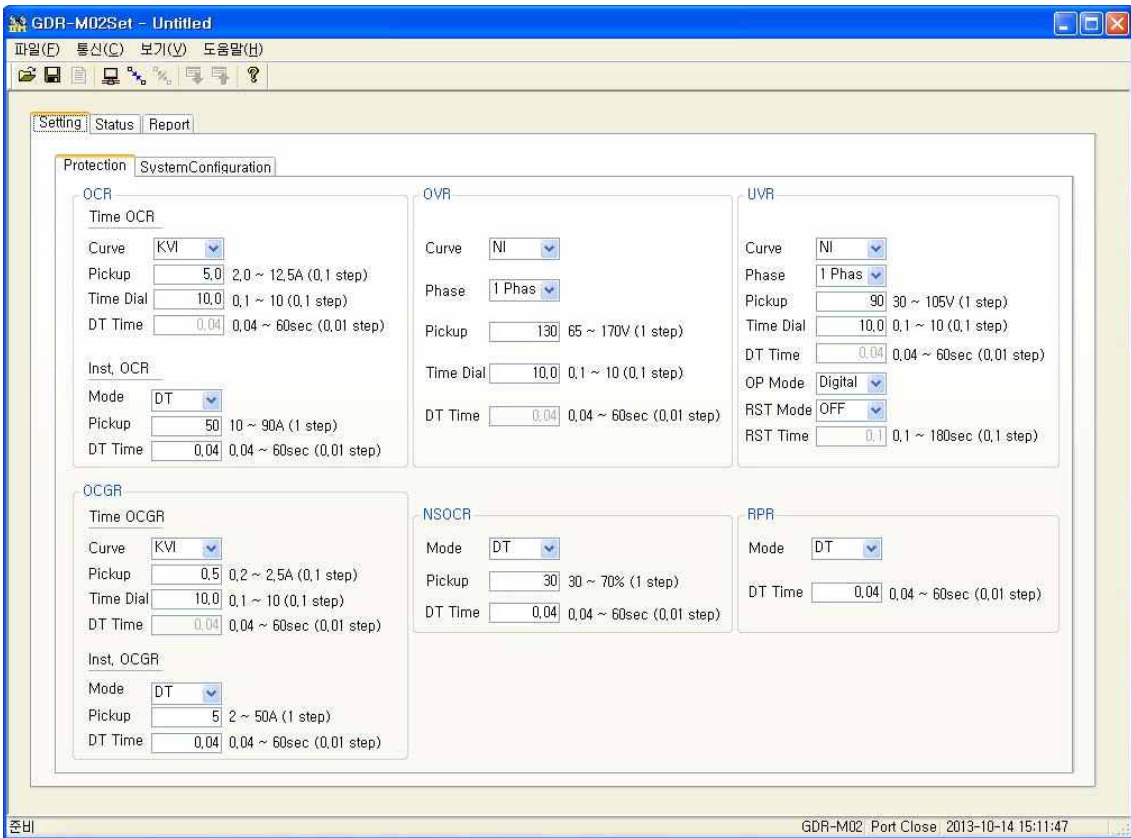 GDR-M02Set - Untitled
파일(F) 통신(C) 보기(V) 도움말(H)
Setting Status Report
Protection SystemConfiguration
OCR
Time OCR
Curve KVI
Pickup 5.0 2.0 ~ 12.5A (0.1 step)
Time Dial 10.0 0.1 ~ 10 (0.1 step)
DT Time 0.04 0.04 ~ 60sec (0.01 step)
Inst. OCR
Mode DT
Pickup 50 10 ~ 90A (1 step)
DT Time 0.04 0.04 ~ 60sec (0.01 step)
OVR
Curve NI
Phase 1 Phas
Pickup 130 65 ~ 170V (1 step)
Time Dial 10.0 0.1 ~ 10 (0.1 step)
DT Time 0.04 0.04 ~ 60sec (0.01 step)
UVR
Curve NI
Phase 1 Phas
Pickup 90 30 ~ 105V (1 step)
Time Dial 10.0 0.1 ~ 10 (0.1 step)
DT Time 0.04 0.04 ~ 60sec (0.01 step)
OP Mode Digital
RST Mode OFF
RST Time 0.1 0.1 ~ 180sec (0.1 step)
OCGR
Time OCGR
Curve KVI
Pickup 0.5 0.2 ~ 2.5A (0.1 step)
Time Dial 10.0 0.1 ~ 10 (0.1 step)
DT Time 0.04 0.04 ~ 60sec (0.01 step)
Inst. OCGR
Mode DT
Pickup 5 2 ~ 50A (1 step)
DT Time 0.04 0.04 ~ 60sec (0.01 step)
NSOCR
Mode DT
Pickup 30 30 ~ 70% (1 step)
DT Time 0.04 0.04 ~ 60sec (0.01 step)
RPR
Mode DT
DT Time 0.04 0.04 ~ 60sec (0.01 step)
준비 GDR-M02 Port Close 2013-10-14 15:11:47